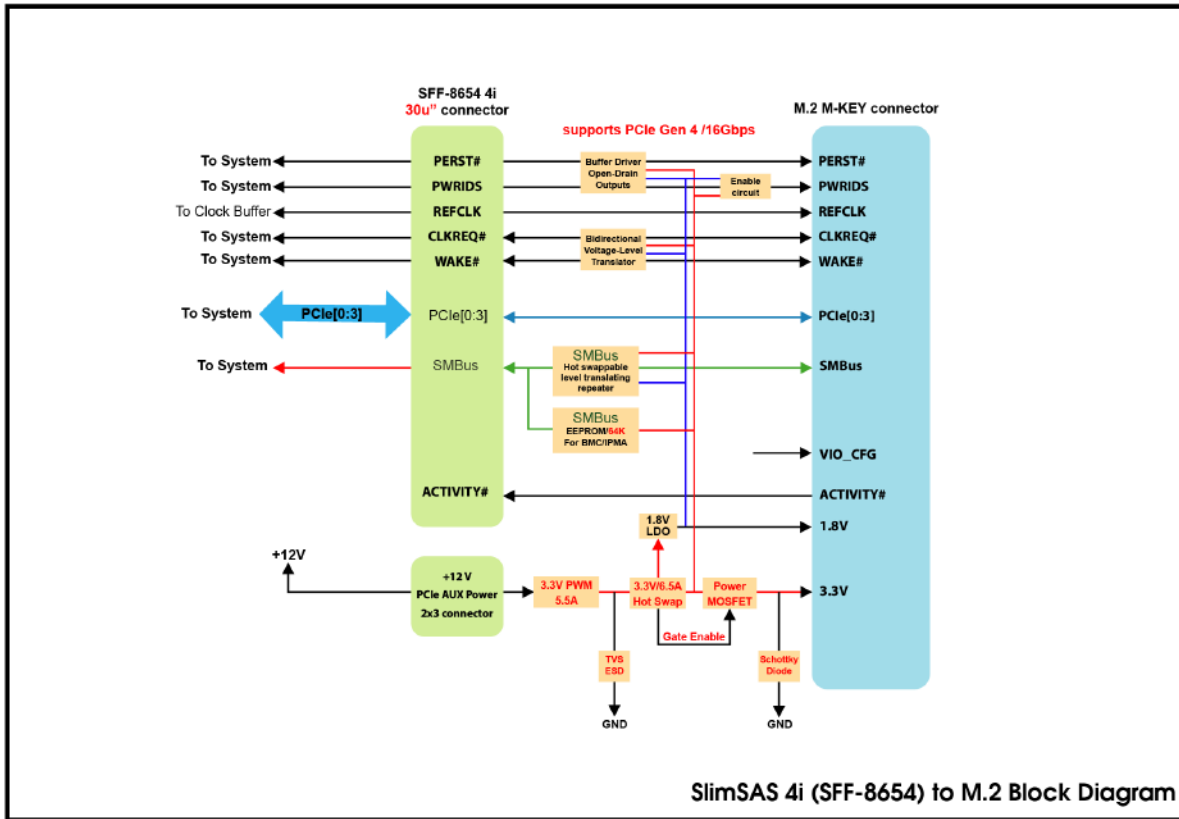 SFF-8654 4i
30u” connector
M.2 M-KEY connector
supports PCIe Gen 4 /16Gbps
To System
PERST#
Buffer Driver
Open-Drain
Outputs
PERST#
To System
PWRIDS
Enable
circuit
PWRIDS
To Clock Buffer
REFCLK
REFCLK
To System
CLKREQ#
Bidirectional
Voltage-Level
Translator
CLKREQ#
To System
WAKE#
WAKE#
To System
PCIe[0:3]
PCIe[0:3]
PCIe[0:3]
To System
SMBus
SMBus
Hot swappable
level translating
repeater
SMBus
SMBus
EEPROM/64K
For BMC/IPMA
VIO_CFG
ACTIVITY#
ACTIVITY#
1.8V
LDO
1.8V
+12V
+12 V
PCIe AUX Power
2x3 connector
3.3V PWM
5.5A
3.3V/6.5A
Hot Swap
Power
MOSFET
3.3V
Gate Enable
TVS
ESD
Schottky
Diode
GND
GND
SlimSAS 4i (SFF-8654) to M.2 Block Diagram